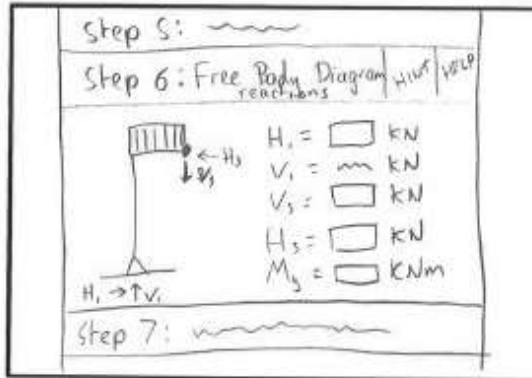 Step 5:
Step 6: Free Body Diagram
reactions
HINT
HELP
← H₃
↓ V₃
H₁ → ↑ V₁
H₁ = KN
V₁ = KN
V₃ = KN
H₃ = KN
M₃ = KNm
Step 7: